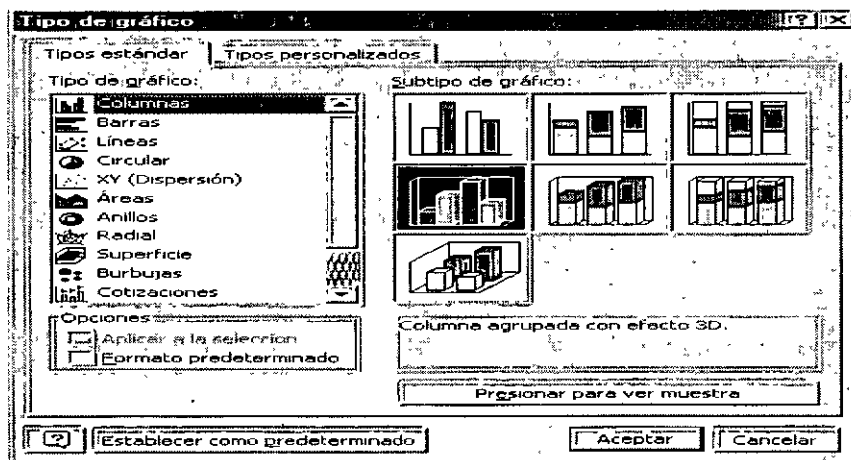 Tipo de gráfico
Tipos estándar
Tipos personalizados
Tipo de gráfico:
Columnas
Barras
Líneas
Circular
XY (Dispersión)
Áreas
Anillos
Radial
Superficie
Burbujas
Cotizaciones
Subtipo de gráfico:
Columna agrupada con efecto 3D.
Opciones
Aplicar a la selección
Formato predeterminado
Presionar para ver muestra
Establecer como predeterminado
Aceptar
Cancelar